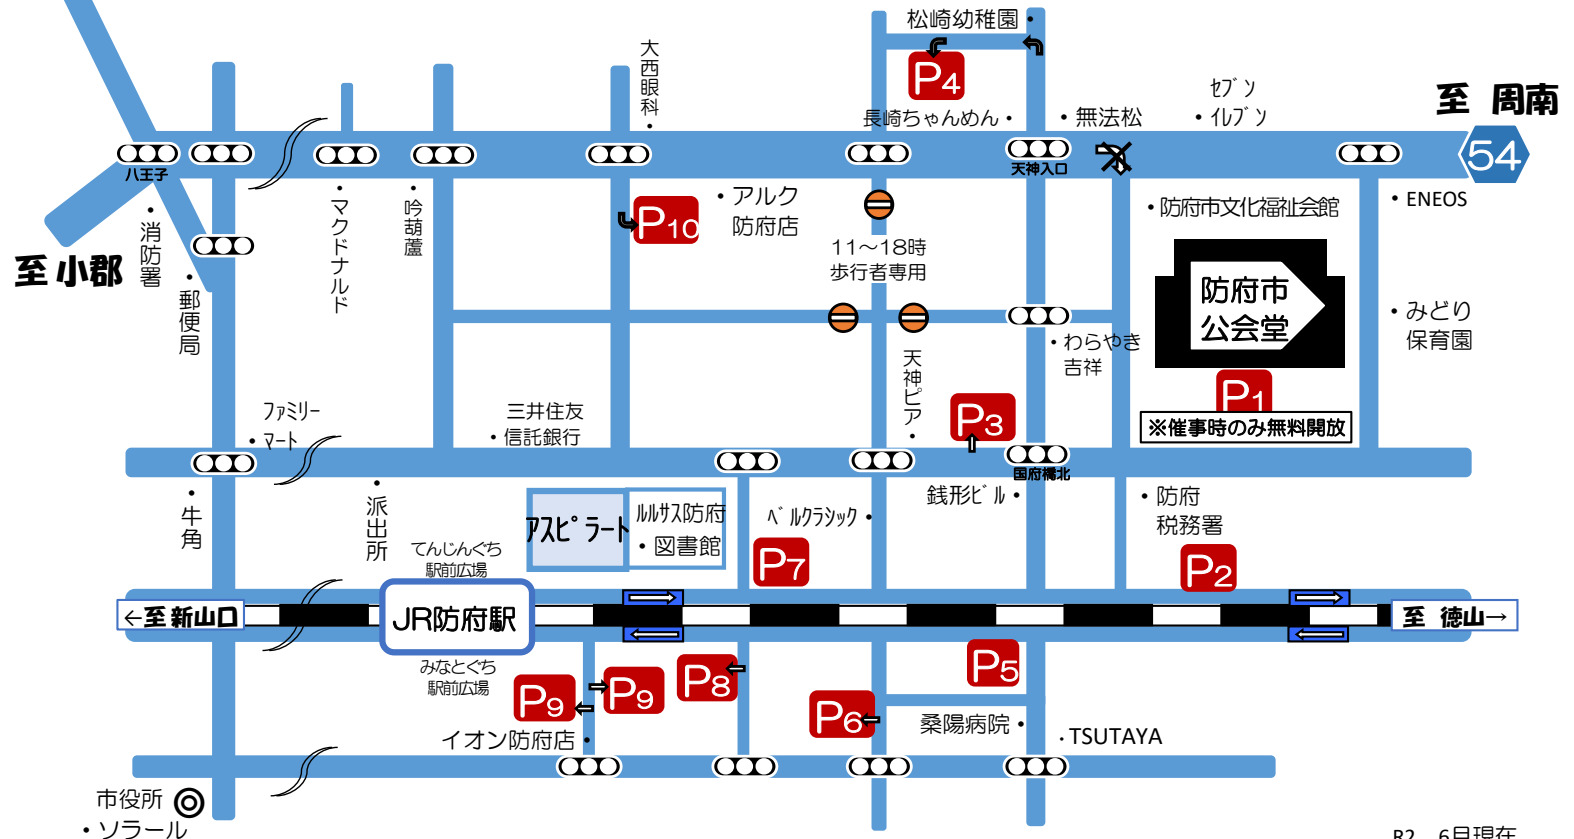 松崎幼稚園・
大西眼科・
P4
セブン
・イレブン
至 周南
54
長崎ちゃんめん・
・無法松
八王子
天神入口
・消防署
・郵便局
至 小郡
・マクドナルド
・吟葫蘆
P10
・アルク
防府店
11～18時
歩行者専用
・防府市文化福祉会館
・ENEOS
防府市
公会堂
・みどり
保育園
・わらやき
吉祥
天神ピア・
P1
※催事時のみ無料開放
P3
ファミリー
・マート
三井住友
・信託銀行
国府橋北
・牛角
・派出所
アスピラート
ルルサス防府
・図書館
ベルクラシック・
銭形ビル・
・防府
税務署
てんじんぐち
駅前広場
P7
P2
←至新山口
JR防府駅
至 徳山→
みなとぐち
駅前広場
P9
P9
P8
P5
P6
イオン防府店・
桑陽病院・
・TSUTAYA
市役所
・ソラール
R2．6月現在